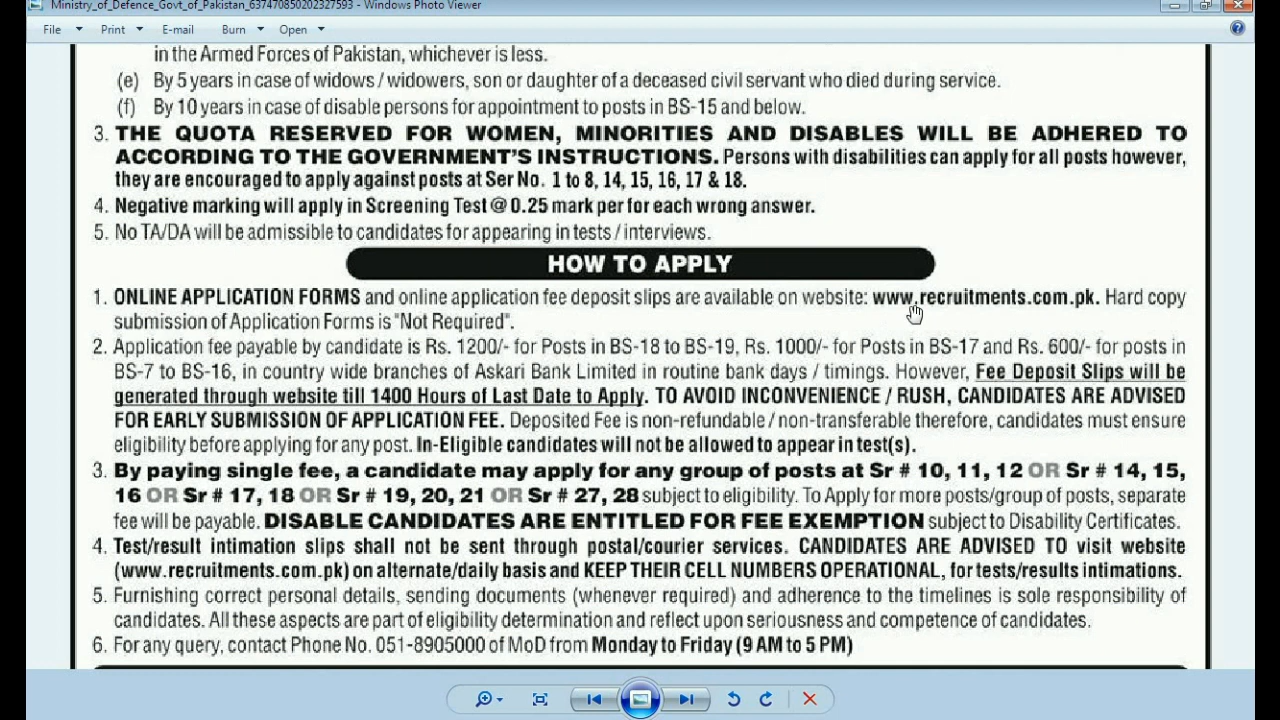 Ministry_of_Defence_Govt_of_Pakistan_637470850202327593 - Windows Photo Viewer
File Print E-mail Burn Open
in the Armed Forces of Pakistan, whichever is less.
(e) By 5 years in case of widows / widowers, son or daughter of a deceased civil servant who died during service.
(f) By 10 years in case of disable persons for appointment to posts in BS-15 and below.
3. THE QUOTA RESERVED FOR WOMEN, MINORITIES AND DISABLES WILL BE ADHERED TO
ACCORDING TO THE GOVERNMENT'S INSTRUCTIONS. Persons with disabilities can apply for all posts however,
they are encouraged to apply against posts at Ser No. 1 to 8, 14, 15, 16, 17 & 18.
4. Negative marking will apply in Screening Test @ 0.25 mark per for each wrong answer.
5. No TA/DA will be admissible to candidates for appearing in tests / interviews.
HOW TO APPLY
1. ONLINE APPLICATION FORMS and online application fee deposit slips are available on website: www.recruitments.com.pk. Hard copy
submission of Application Forms is "Not Required".
2. Application fee payable by candidate is Rs. 1200/- for Posts in BS-18 to BS-19, Rs. 1000/- for Posts in BS-17 and Rs. 600/- for posts in
BS-7 to BS-16, in country wide branches of Askari Bank Limited in routine bank days / timings. However, Fee Deposit Slips will be
generated through website till 1400 Hours of Last Date to Apply. TO AVOID INCONVENIENCE / RUSH, CANDIDATES ARE ADVISED
FOR EARLY SUBMISSION OF APPLICATION FEE. Deposited Fee is non-refundable / non-transferable therefore, candidates must ensure
eligibility before applying for any post. In-Eligible candidates will not be allowed to appear in test(s).
3. By paying single fee, a candidate may apply for any group of posts at Sr # 10, 11, 12 OR Sr # 14, 15,
16 OR Sr # 17, 18 OR Sr # 19, 20, 21 OR Sr # 27, 28 subject to eligibility. To Apply for more posts/group of posts, separate
fee will be payable. DISABLE CANDIDATES ARE ENTITLED FOR FEE EXEMPTION subject to Disability Certificates.
4. Test/result intimation slips shall not be sent through postal/courier services. CANDIDATES ARE ADVISED TO visit website
(www.recruitments.com.pk) on alternate/daily basis and KEEP THEIR CELL NUMBERS OPERATIONAL, for tests/results intimations.
5. Furnishing correct personal details, sending documents (whenever required) and adherence to the timelines is sole responsibility of
candidates. All these aspects are part of eligibility determination and reflect upon seriousness and competence of candidates.
6. For any query, contact Phone No. 051-8905000 of MoD from Monday to Friday (9 AM to 5 PM)